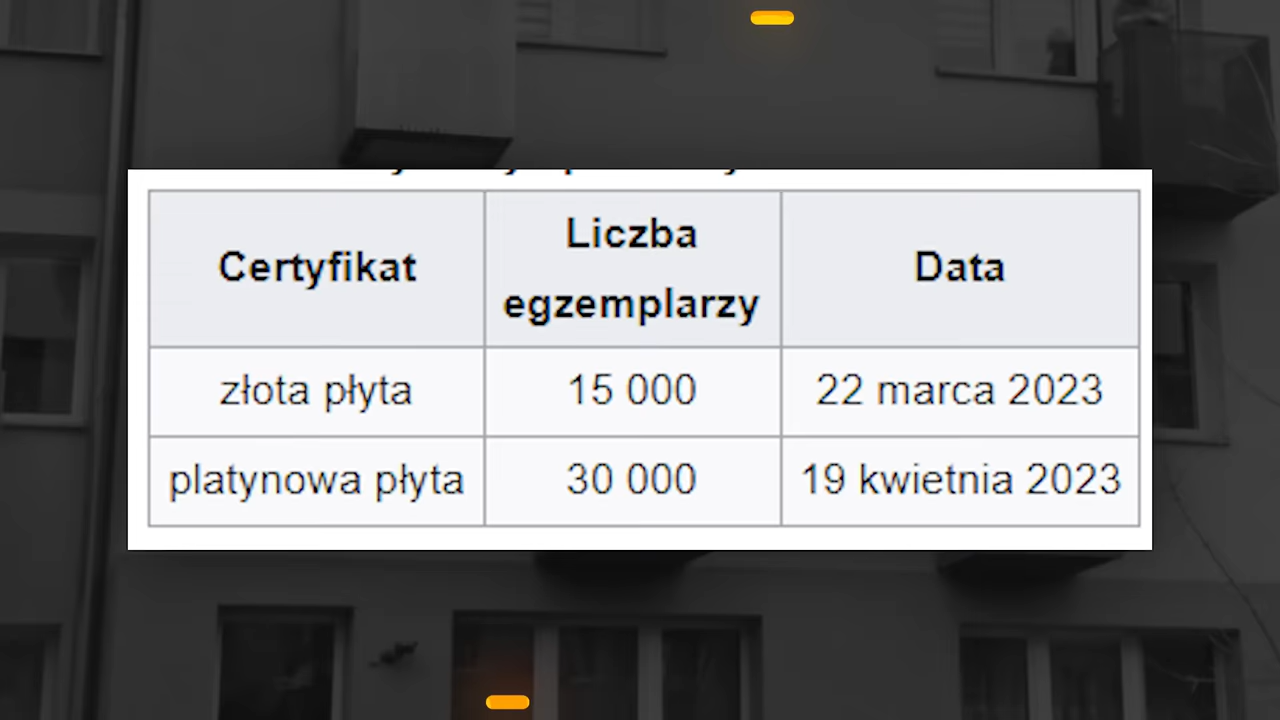 Certyfikat
Liczba
egzemplarzy
Data
złota płyta
15 000
22 marca 2023
platynowa płyta
30 000
19 kwietnia 2023